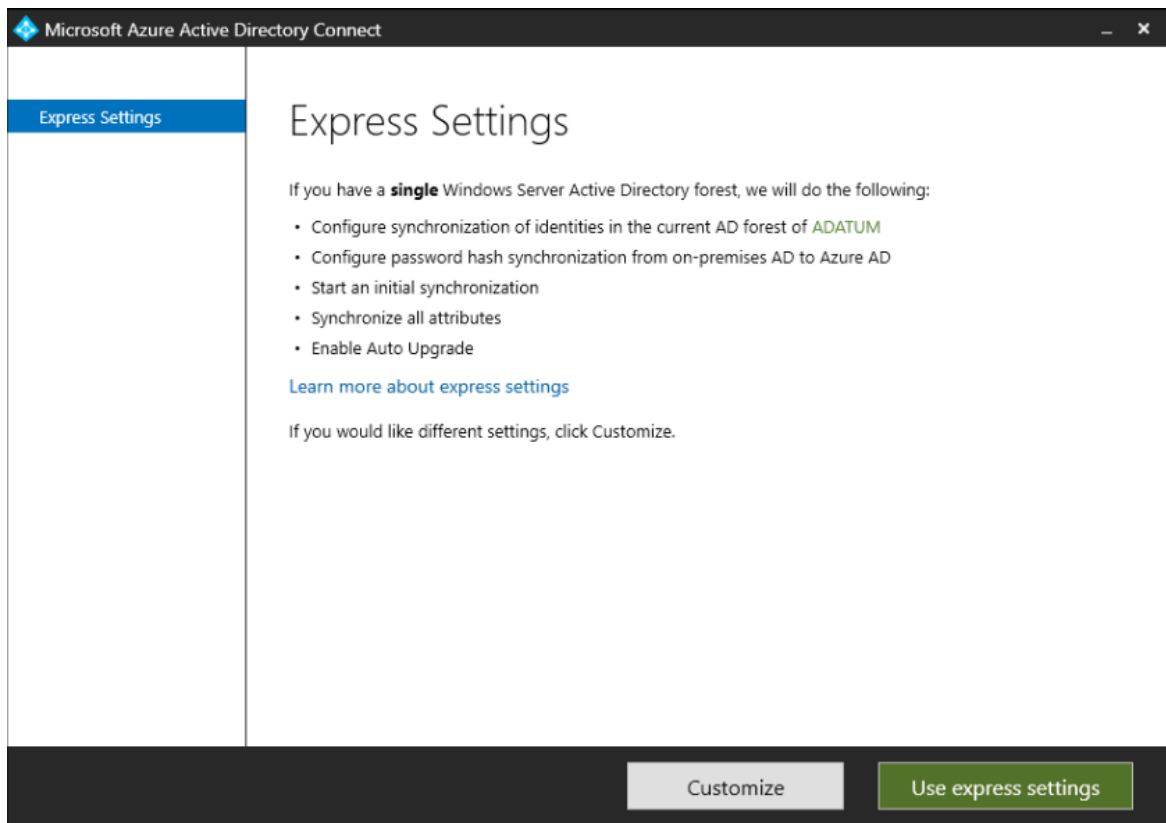 Microsoft Azure Active Directory Connect
Express Settings
Express Settings
If you have a single Windows Server Active Directory forest, we will do the following:
• Configure synchronization of identities in the current AD forest of ADATUM
• Configure password hash synchronization from on-premises AD to Azure AD
• Start an initial synchronization
• Synchronize all attributes
• Enable Auto Upgrade
Learn more about express settings
If you would like different settings, click Customize.
Customize
Use express settings